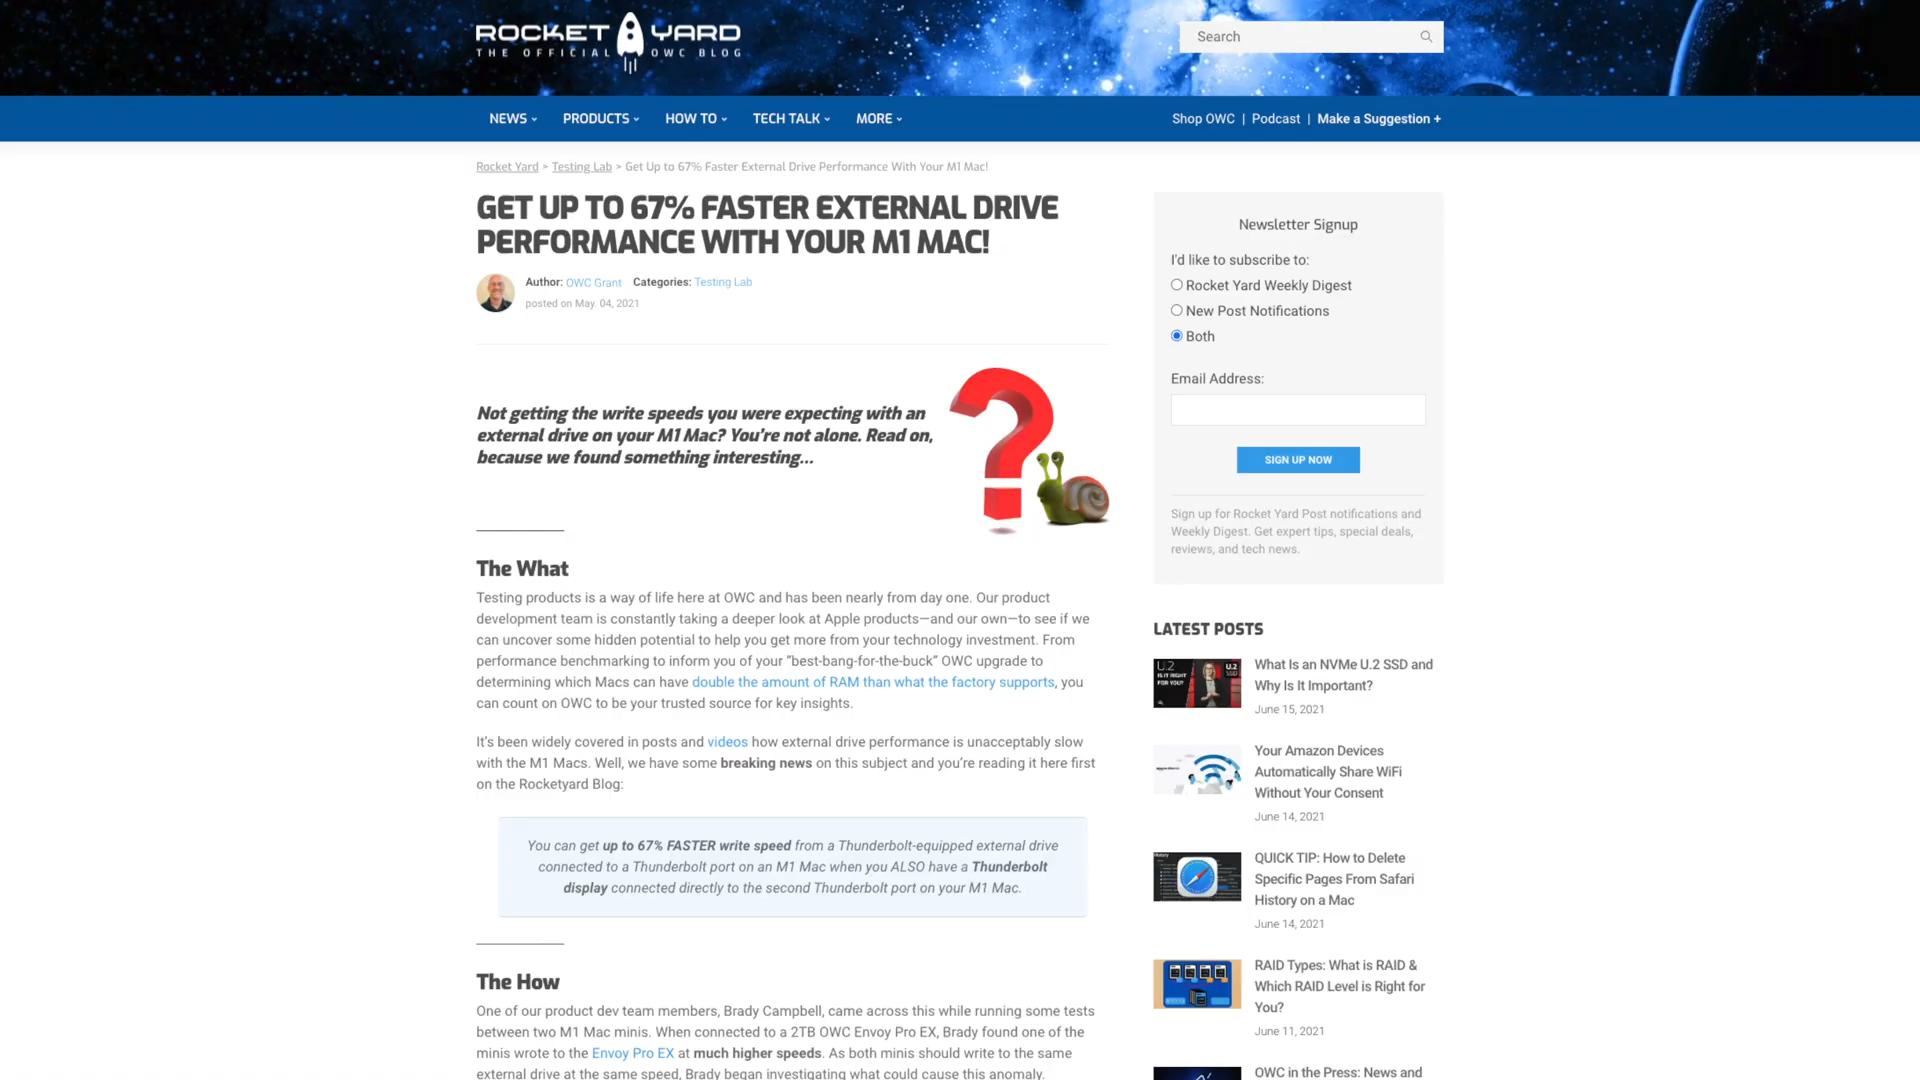 ROCKET YARD
THE OFFICIAL OWC BLOG
Search
NEWS PRODUCTS HOW TO TECH TALK MORE
Shop OWC | Podcast | Make a Suggestion +
Rocket Yard > Testing Lab > Get Up to 67% Faster External Drive Performance With Your M1 Mac!
GET UP TO 67% FASTER EXTERNAL DRIVE
PERFORMANCE WITH YOUR M1 MAC!
Author: OWC Grant Categories: Testing Lab
posted on May. 04, 2021
Not getting the write speeds you were expecting with an
external drive on your M1 Mac? You're not alone. Read on,
because we found something interesting...
The What
Testing products is a way of life here at OWC and has been nearly from day one. Our product
development team is constantly taking a deeper look at Apple products—and our own—to see if we
can uncover some hidden potential to help you get more from your technology investment. From
performance benchmarking to inform you of your “best-bang-for-the-buck” OWC upgrade to
determining which Macs can have double the amount of RAM than what the factory supports, you
can count on OWC to be your trusted source for key insights.
It's been widely covered in posts and videos how external drive performance is unacceptably slow
with the M1 Macs. Well, we have some breaking news on this subject and you're reading it here first
on the Rocketyard Blog:
You can get up to 67% FASTER write speed from a Thunderbolt-equipped external drive
connected to a Thunderbolt port on an M1 Mac when you ALSO have a Thunderbolt
display connected directly to the second Thunderbolt port on your M1 Mac.
The How
One of our product dev team members, Brady Campbell, came across this while running some tests
between two M1 Mac minis. When connected to a 2TB OWC Envoy Pro EX, Brady found one of the
minis wrote to the Envoy Pro EX at much higher speeds. As both minis should write to the same
external drive at the same speed, Brady began investigating what could cause this anomaly.
Newsletter Signup
I'd like to subscribe to:
Rocket Yard Weekly Digest
New Post Notifications
Both
Email Address:
SIGN UP NOW
Sign up for Rocket Yard Post notifications and
Weekly Digest. Get expert tips, special deals,
reviews, and tech news.
LATEST POSTS
U.2
IS IT RIGHT
FOR YOU?
U.2
SSD
What Is an NVMe U.2 SSD and
Why Is It Important?
June 15, 2021
Your Amazon Devices
Automatically Share WiFi
Without Your Consent
June 14, 2021
QUICK TIP: How to Delete
Specific Pages From Safari
History on a Mac
June 14, 2021
RAID Types: What is RAID &
Which RAID Level is Right for
You?
June 11, 2021
OWC in the Press: News and